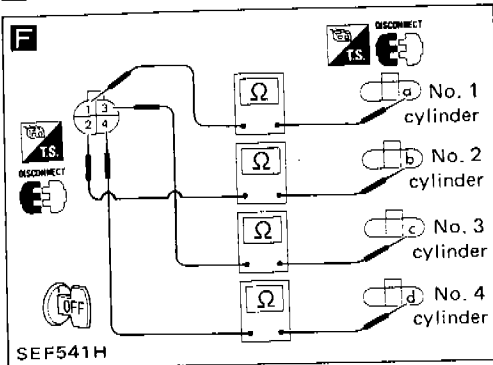 F
T.S.
DISCONNECT
1 3
2 4
T.S.
DISCONNECT
OFF
Ω
a No. 1
cylinder
Ω
b No. 2
cylinder
Ω
c No. 3
cylinder
Ω
d No. 4
cylinder
SEF541H